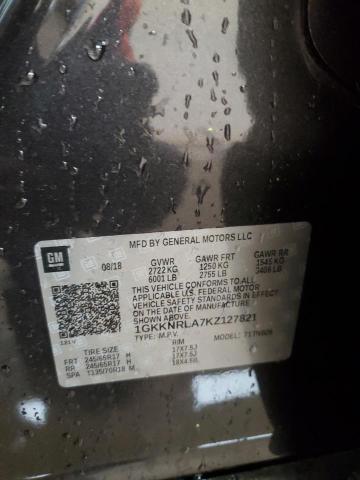 MFD BY GENERAL MOTORS LLC
GM
08/18
GVWR GAWR FRT GAWR RR
2722 KG 1250 KG 1545 KG
6001 LB 2755 LB 3406 LB
THIS VEHICLE CONFORMS TO ALL APPLICABLE U.S. FEDERAL MOTOR
VEHICLE SAFETY STANDARDS IN EFFECT ON THE
DATE OF MANUFACTURE
1GKKNRLA7KZ127821
TYPE: M.P.V. MODEL:
TIRE SIZE RIM
FRT 245/65R17 H 17X7.5J
RR 245/65R17 H 17X7.5J
SPA T135/70R18 M 18X4.5B